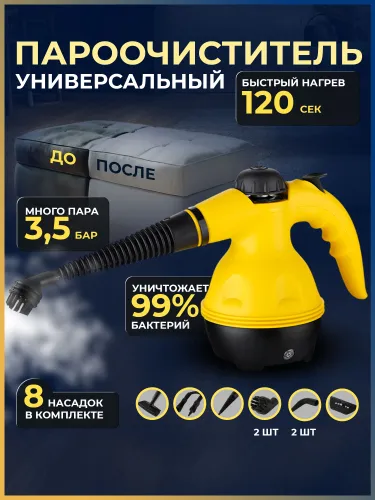 ПАРООЧИСТИТЕЛЬ
УНИВЕРСАЛЬНЫЙ
БЫСТРЫЙ НАГРЕВ
120 СЕК
ДО
ПОСЛЕ
МНОГО ПАРА
3,5 БАР
УНИЧТОЖАЕТ
99%
БАКТЕРИЙ
8 НАСАДОК
В КОМПЛЕКТЕ
2 ШТ
2 ШТ